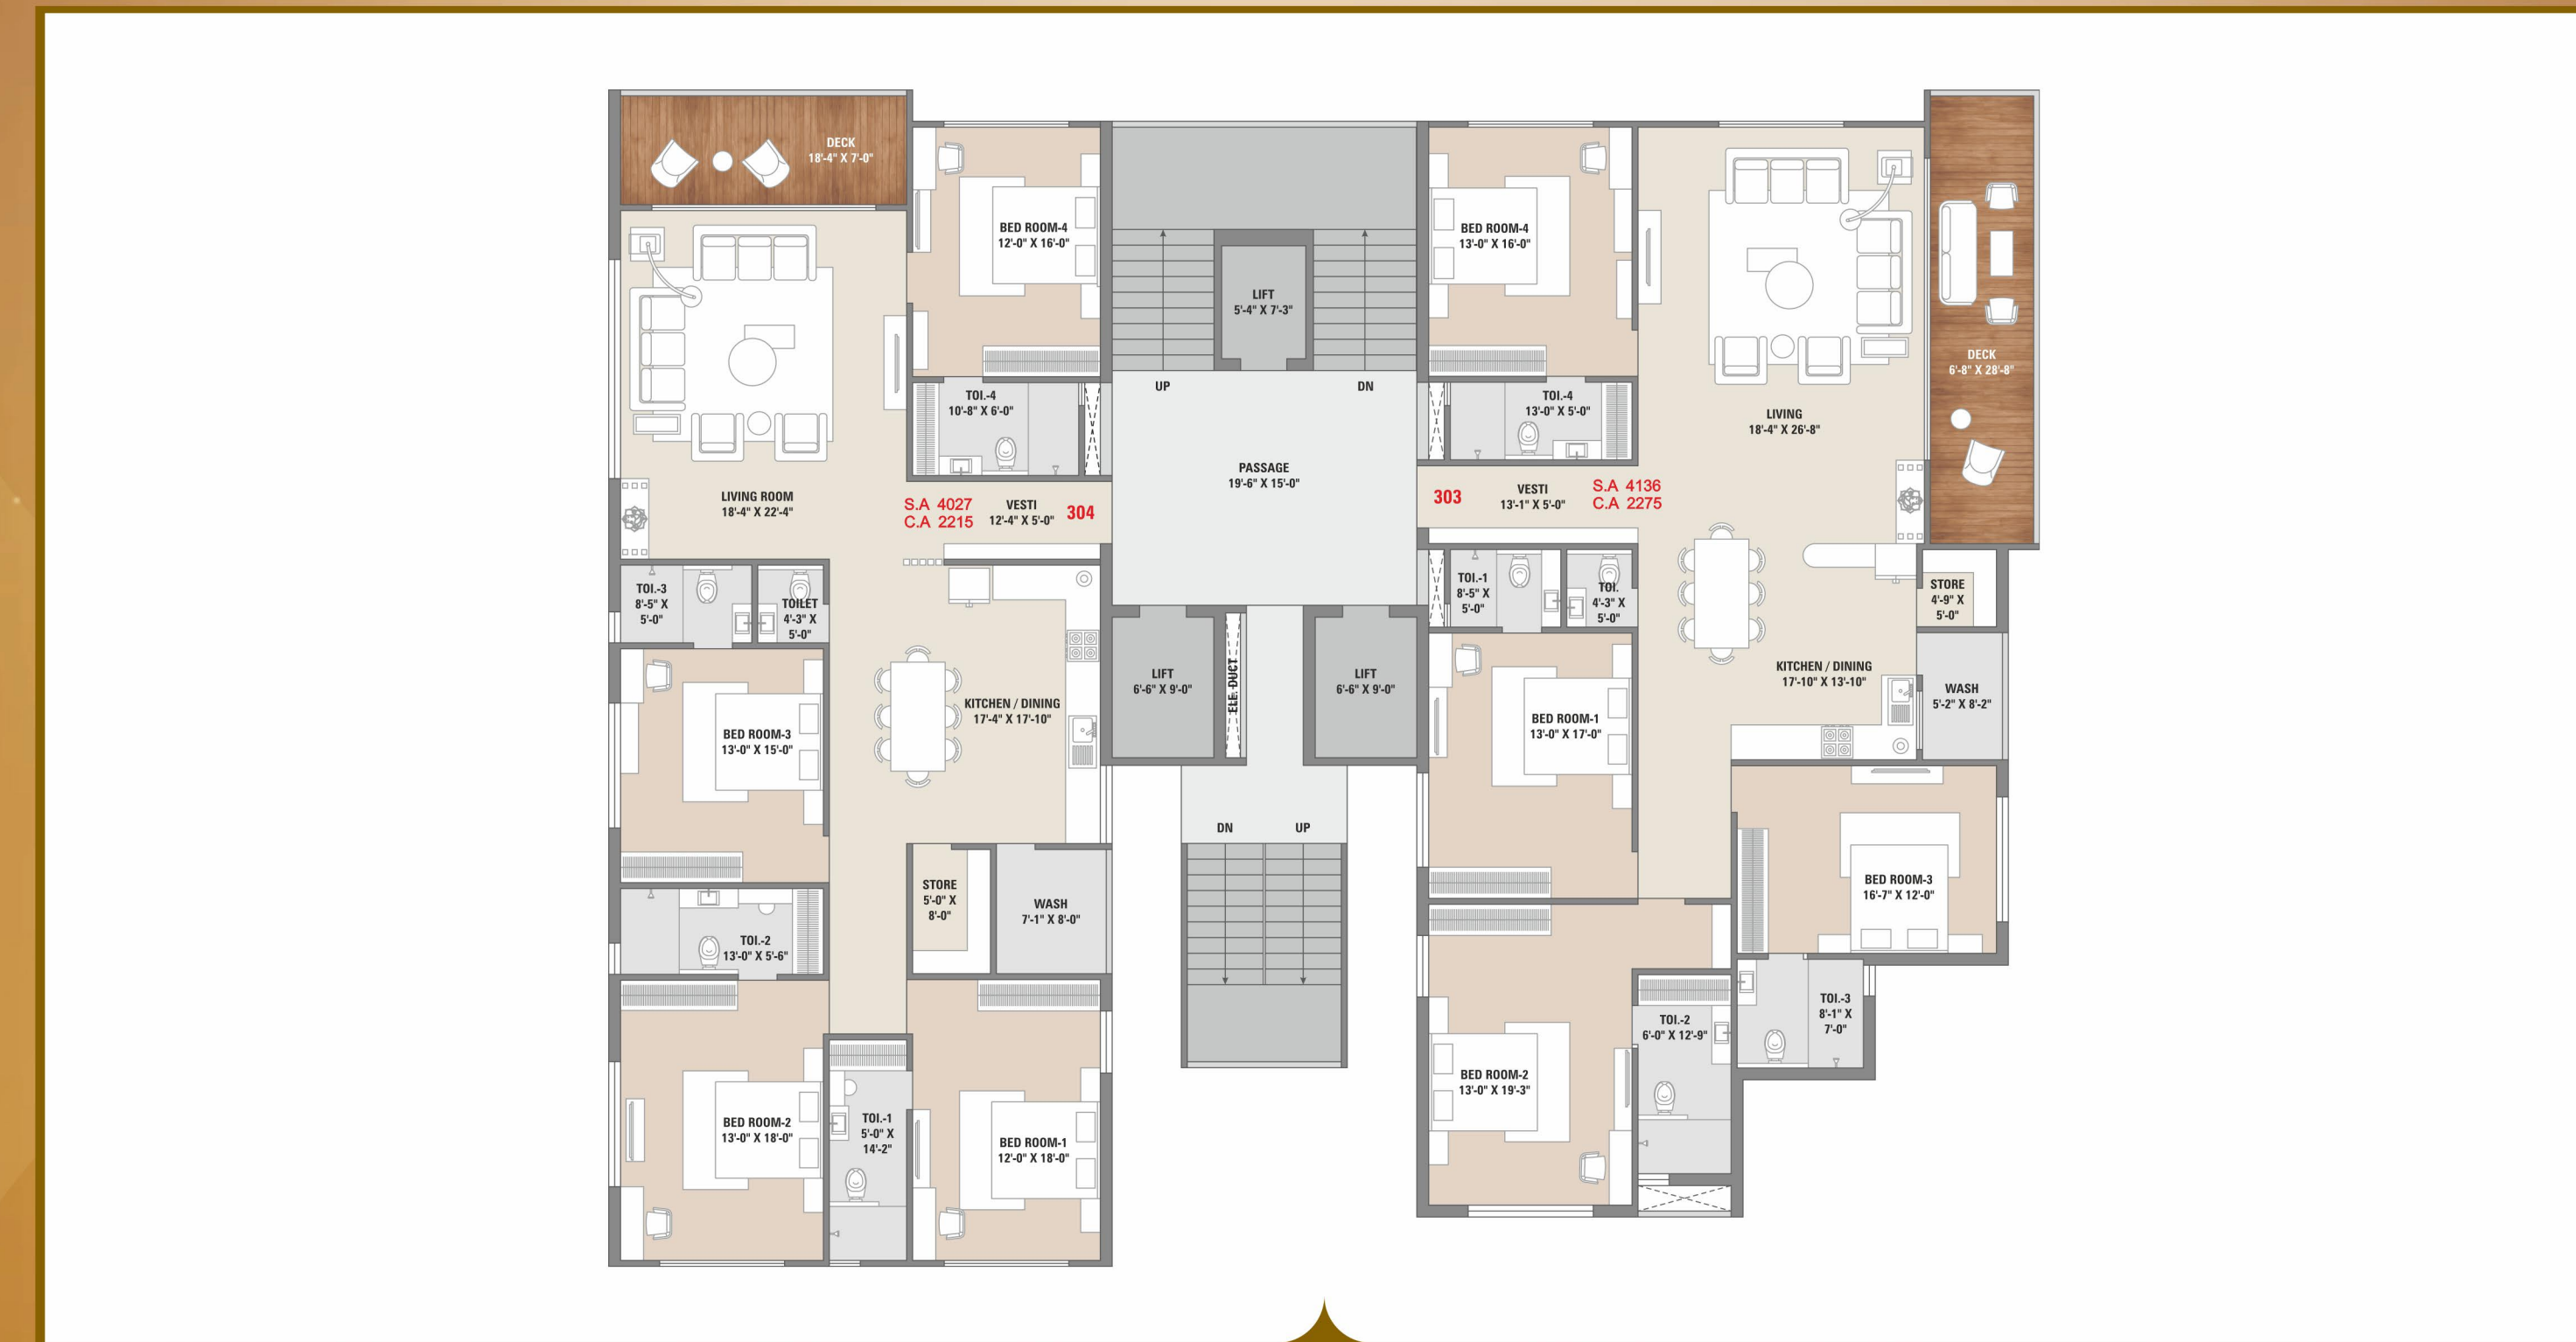 DECK
18'-4" X 7'-0"
BED ROOM-4
12'-0" X 16'-0"
LIVING ROOM
18'-4" X 22'-4"
TOI.-4
10'-8" X 6'-0"
S.A 4027
C.A 2215
VESTI
12'-4" X 5'-0"
304
TOI.-3
8'-5" X
5'-0"
TOILET
4'-3" X
5'-0"
KITCHEN / DINING
17'-4" X 17'-10"
BED ROOM-3
13'-0" X 15'-0"
STORE
5'-0" X
8'-0"
WASH
7'-1" X 8'-0"
TOI.-2
13'-0" X 5'-6"
BED ROOM-2
13'-0" X 18'-0"
TOI.-1
5'-0" X
14'-2"
BED ROOM-1
12'-0" X 18'-0"
LIFT
5'-4" X 7'-3"
UP
DN
PASSAGE
19'-6" X 15'-0"
LIFT
6'-6" X 9'-0"
ELE. DUCT
LIFT
6'-6" X 9'-0"
DN
UP
BED ROOM-4
13'-0" X 16'-0"
DECK
6'-8" X 28'-8"
TOI.-4
13'-0" X 5'-0"
LIVING
18'-4" X 26'-8"
303
VESTI
13'-1" X 5'-0"
S.A 4136
C.A 2275
TOI.-1
8'-5" X
5'-0"
TOI.
4'-3" X
5'-0"
STORE
4'-9" X
5'-0"
KITCHEN / DINING
17'-10" X 13'-10"
WASH
5'-2" X 8'-2"
BED ROOM-1
13'-0" X 17'-0"
BED ROOM-3
16'-7" X 12'-0"
TOI.-2
6'-0" X 12'-9"
TOI.-3
8'-1" X
7'-0"
BED ROOM-2
13'-0" X 19'-3"